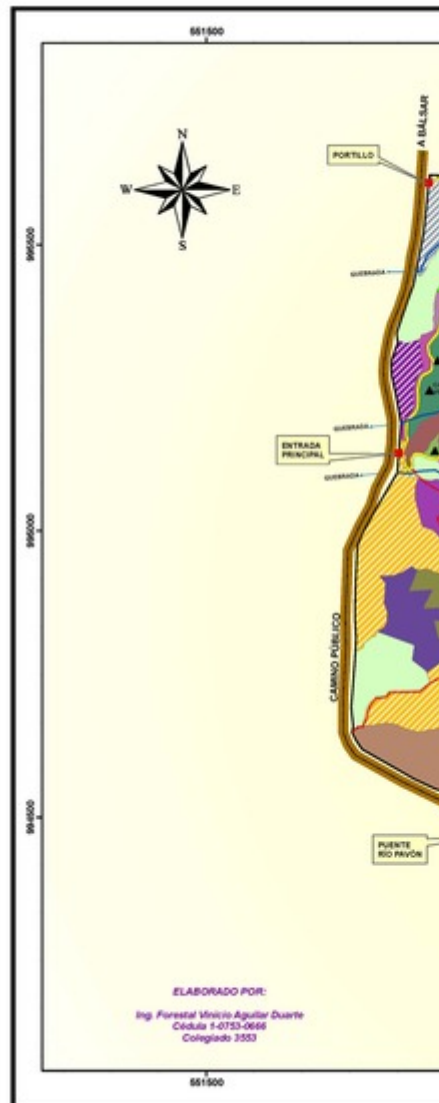 551500
N
A BÁLSAR
PORTILLO
W
E
S
995500
QUEBRADA
QUEBRADA
ENTRADA
PRINCIPAL
QUEBRADA
995000
CAMINO PÚBLICO
994500
PUENTE
RÍO PAVÓN
ELABORADO POR:
Ing. Forestal Vinicio Aguilar Duarte
Cédula 1-0753-0666
Colegiado 3553
551500